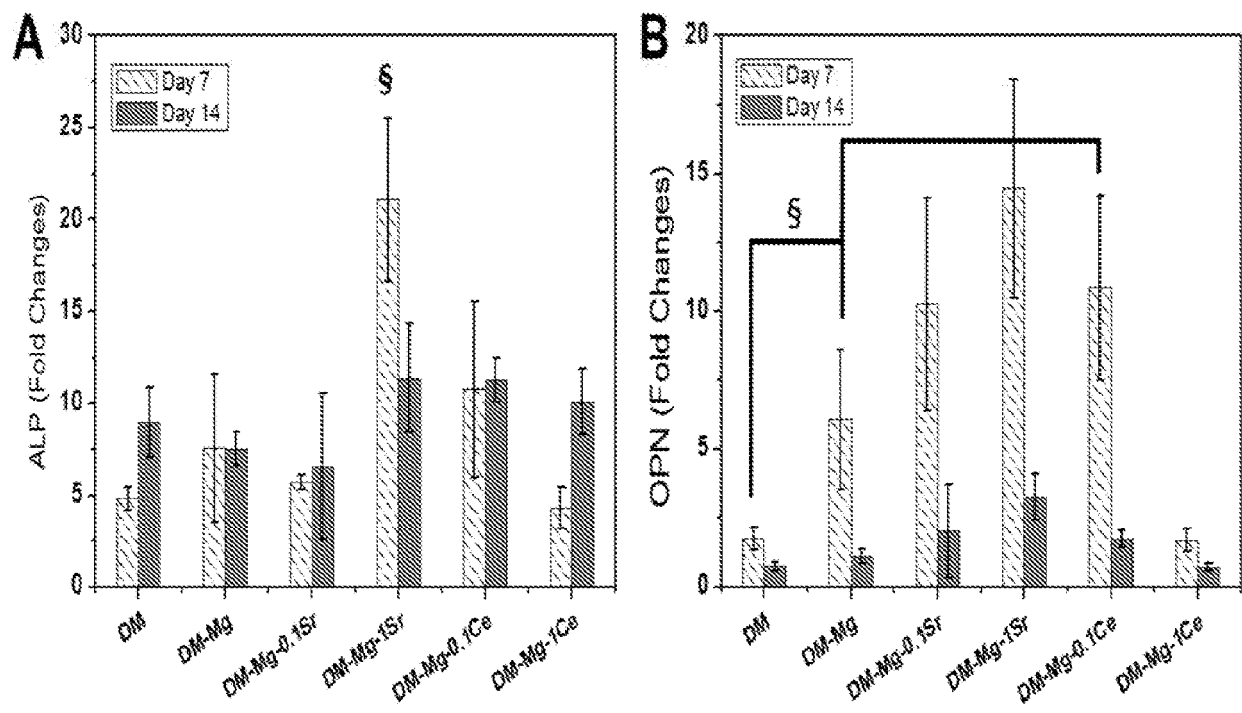 A
30
25
20
15
10
5
0
ALP (Fold Changes)
Day 7
Day 14
§
DM
DM-Mg
DM-Mg-0.1Sr
DM-Mg-1Sr
DM-Mg-0.1Ce
DM-Mg-1Ce
B
20
15
10
5
0
OPN (Fold Changes)
Day 7
Day 14
§
DM
DM-Mg
DM-Mg-0.1Sr
DM-Mg-1Sr
DM-Mg-0.1Ce
DM-Mg-1Ce